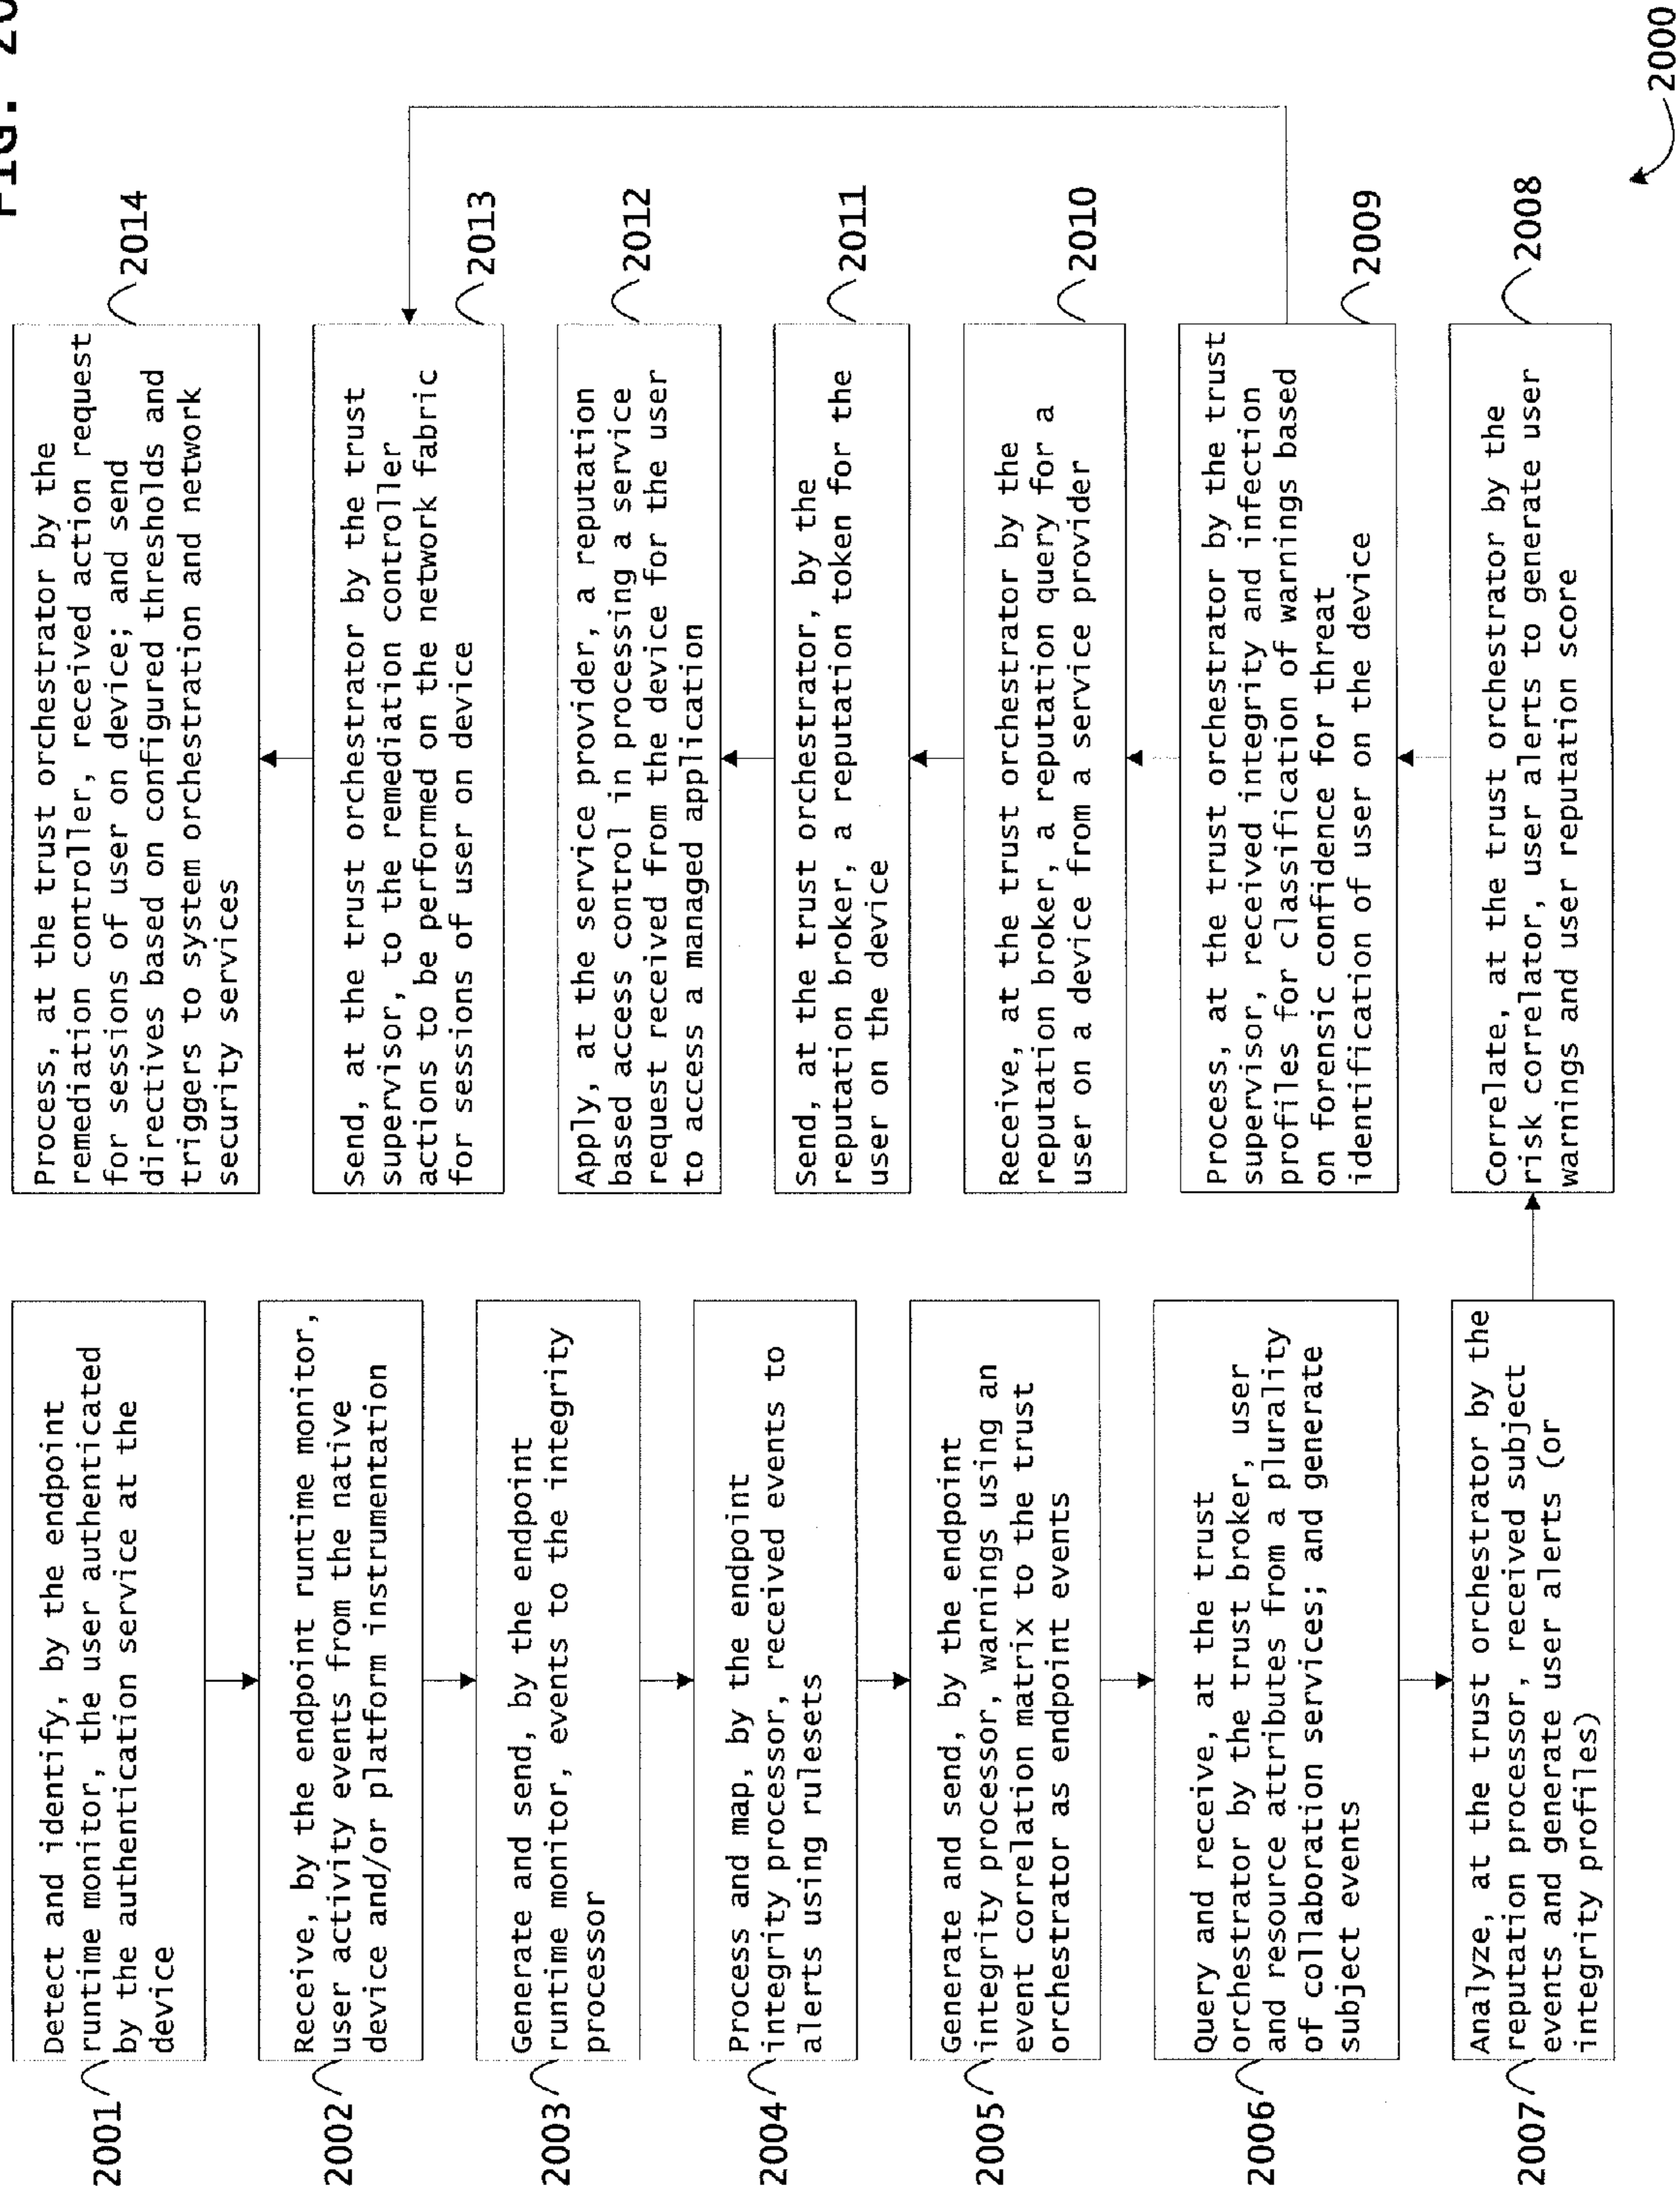 FIG. 20
2001
Detect and identify, by the endpoint
runtime monitor, the user authenticated
by the authentication service at the
device
2002
Receive, by the endpoint runtime monitor,
user activity events from the native
device and/or platform instrumentation
2003
Generate and send, by the endpoint
runtime monitor, events to the integrity
processor
2004
Process and map, by the endpoint
integrity processor, received events to
alerts using rulesets
2005
Generate and send, by the endpoint
integrity processor, warnings using an
event correlation matrix to the trust
orchestrator as endpoint events
2006
Query and receive, at the trust
orchestrator by the trust broker, user
and resource attributes from a plurality
of collaboration services; and generate
subject events
2007
Analyze, at the trust orchestrator by the
reputation processor, received subject
events and generate user alerts (or
integrity profiles)
2014
Process, at the trust orchestrator by the
remediation controller, received action request
for sessions of user on device; and send
directives based on configured thresholds and
triggers to system orchestration and network
security services
2013
Send, at the trust orchestrator by the trust
supervisor, to the remediation controller
actions to be performed on the network fabric
for sessions of user on device
2012
Apply, at the service provider, a reputation
based access control in processing a service
request received from the device for the user
to access a managed application
2011
Send, at the trust orchestrator, by the
reputation broker, a reputation token for the
user on the device
2010
Receive, at the trust orchestrator by the
reputation broker, a reputation query for a
user on a device from a service provider
2009
Process, at the trust orchestrator by the trust
supervisor, received integrity and infection
profiles for classification of warnings based
on forensic confidence for threat
identification of user on the device
2008
Correlate, at the trust orchestrator by the
risk correlator, user alerts to generate user
warnings and user reputation score
2000